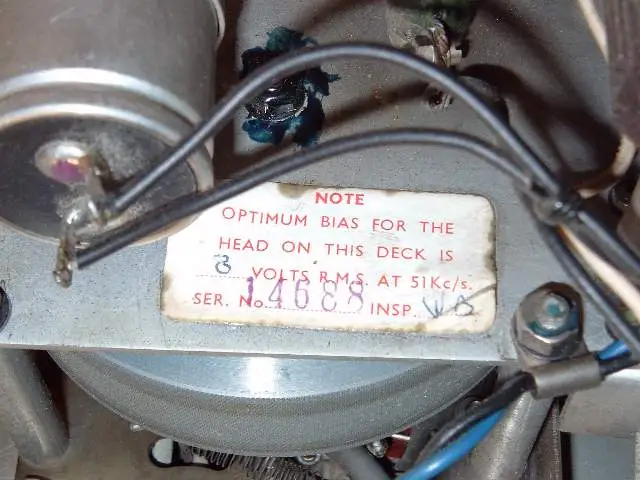 NOTE
OPTIMUM BIAS FOR THE
HEAD ON THIS DECK IS
8 VOLTS R.M.S. AT 51Kc/s.
SER. No. 14688 INSP.